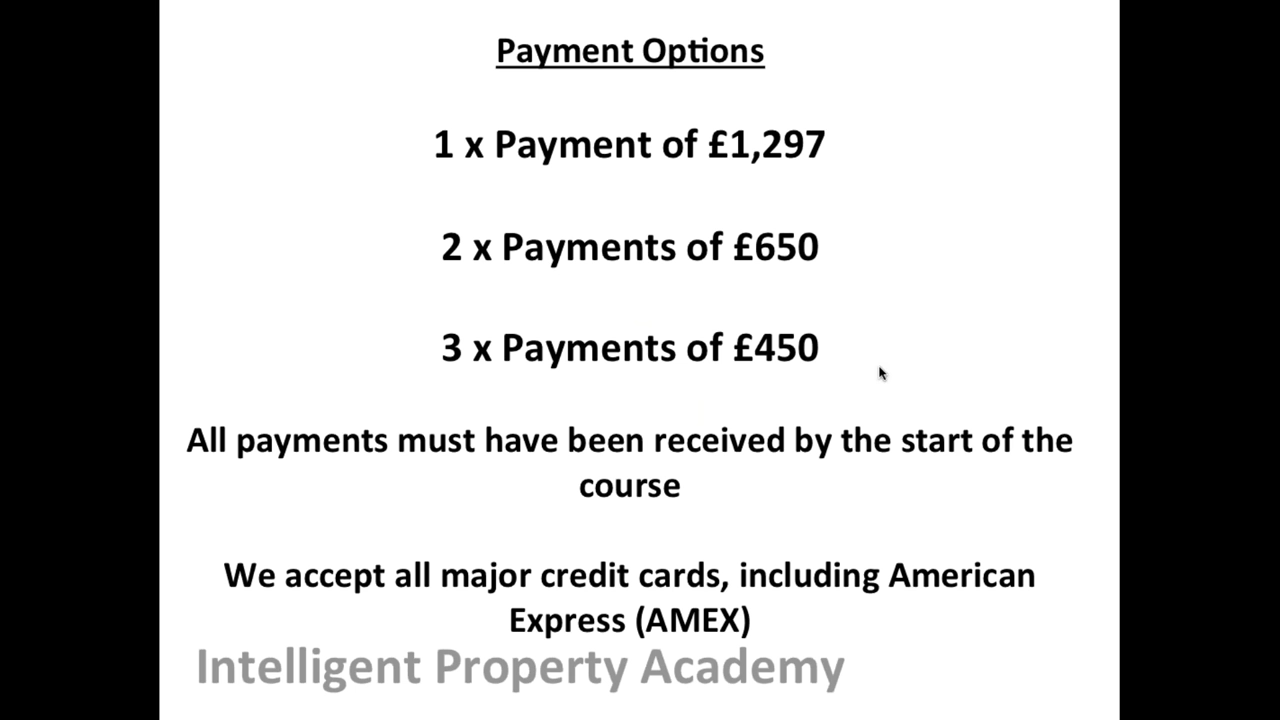 Payment Options
1 x Payment of £1,297
2 x Payments of £650
3 x Payments of £450
All payments must have been received by the start of the
course
We accept all major credit cards, including American
Express (AMEX)
Intelligent Property Academy